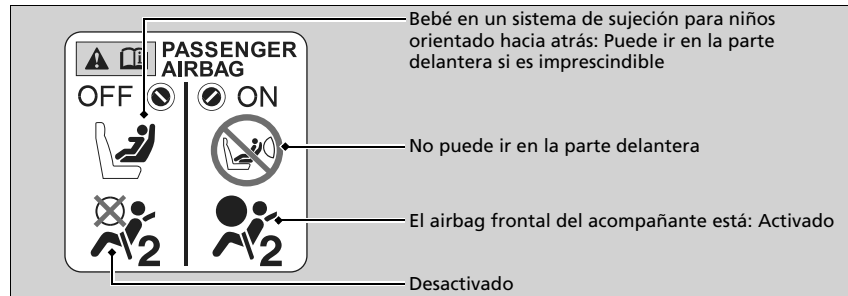 Bebé en un sistema de sujeción para niños
orientado hacia atrás: Puede ir en la parte
delantera si es imprescindible
PASSENGER
AIRBAG
OFF ON
No puede ir en la parte delantera
El airbag frontal del acompañante está: Activado
2 2
Desactivado